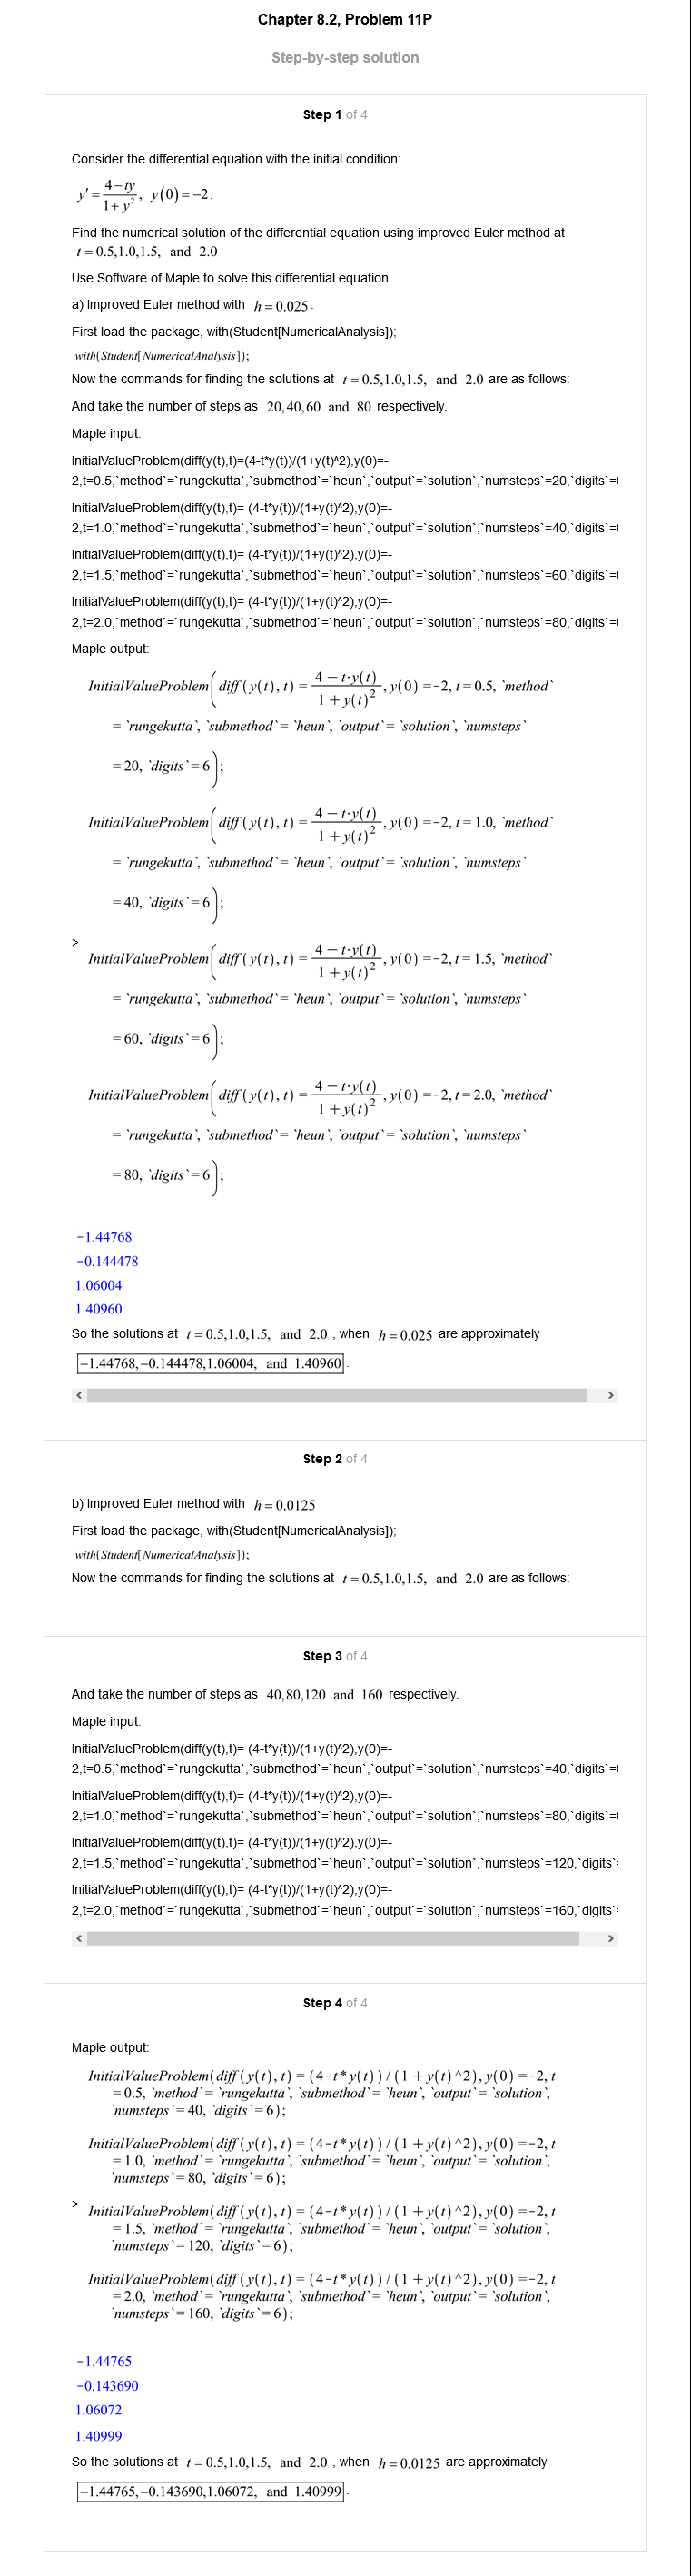 Chapter 8.2, Problem 11P
Step-by-step solution
Step 1 of 4
Consider the differential equation with the initial condition:
y′ = (4−ty)/(1+y²), y(0) = −2.
Find the numerical solution of the differential equation using improved Euler method at
t = 0.5,1.0,1.5, and 2.0
Use Software of Maple to solve this differential equation.
a) Improved Euler method with h = 0.025.
First load the package, with(Student[NumericalAnalysis]);
with(Student[NumericalAnalysis]);
Now the commands for finding the solutions at t = 0.5,1.0,1.5, and 2.0 are as follows:
And take the number of steps as 20,40,60 and 80 respectively.
Maple input:
InitialValueProblem(diff(y(t),t)=(4-t*y(t))/(1+y(t)^2),y(0)=-
2,t=0.5,`method`=`rungekutta`,`submethod`=`heun`,`output`=`solution`,`numsteps`=20,`digits`=
InitialValueProblem(diff(y(t),t)= (4-t*y(t))/(1+y(t)^2),y(0)=-
2,t=1.0,`method`=`rungekutta`,`submethod`=`heun`,`output`=`solution`,`numsteps`=40,`digits`=
InitialValueProblem(diff(y(t),t)= (4-t*y(t))/(1+y(t)^2),y(0)=-
2,t=1.5,`method`=`rungekutta`,`submethod`=`heun`,`output`=`solution`,`numsteps`=60,`digits`=
InitialValueProblem(diff(y(t),t)= (4-t*y(t))/(1+y(t)^2),y(0)=-
2,t=2.0,`method`=`rungekutta`,`submethod`=`heun`,`output`=`solution`,`numsteps`=80,`digits`=
Maple output:
InitialValueProblem(diff(y(t), t) = (4 − t·y(t))/(1 + y(t)²), y(0) = −2, t = 0.5, `method`
= `rungekutta`, `submethod` = `heun`, `output` = `solution`, `numsteps`
= 20, `digits` = 6);
InitialValueProblem(diff(y(t), t) = (4 − t·y(t))/(1 + y(t)²), y(0) = −2, t = 1.0, `method`
= `rungekutta`, `submethod` = `heun`, `output` = `solution`, `numsteps`
= 40, `digits` = 6);
>
InitialValueProblem(diff(y(t), t) = (4 − t·y(t))/(1 + y(t)²), y(0) = −2, t = 1.5, `method`
= `rungekutta`, `submethod` = `heun`, `output` = `solution`, `numsteps`
= 60, `digits` = 6);
InitialValueProblem(diff(y(t), t) = (4 − t·y(t))/(1 + y(t)²), y(0) = −2, t = 2.0, `method`
= `rungekutta`, `submethod` = `heun`, `output` = `solution`, `numsteps`
= 80, `digits` = 6);
−1.44768
−0.144478
1.06004
1.40960
So the solutions at t = 0.5,1.0,1.5, and 2.0 , when h = 0.025 are approximately
−1.44768,−0.144478,1.06004, and 1.40960.
Step 2 of 4
b) Improved Euler method with h = 0.0125
First load the package, with(Student[NumericalAnalysis]);
with(Student[NumericalAnalysis]);
Now the commands for finding the solutions at t = 0.5,1.0,1.5, and 2.0 are as follows:
Step 3 of 4
And take the number of steps as 40,80,120 and 160 respectively.
Maple input:
InitialValueProblem(diff(y(t),t)= (4-t*y(t))/(1+y(t)^2),y(0)=-
2,t=0.5,`method`=`rungekutta`,`submethod`=`heun`,`output`=`solution`,`numsteps`=40,`digits`=
InitialValueProblem(diff(y(t),t)= (4-t*y(t))/(1+y(t)^2),y(0)=-
2,t=1.0,`method`=`rungekutta`,`submethod`=`heun`,`output`=`solution`,`numsteps`=80,`digits`=
InitialValueProblem(diff(y(t),t)= (4-t*y(t))/(1+y(t)^2),y(0)=-
2,t=1.5,`method`=`rungekutta`,`submethod`=`heun`,`output`=`solution`,`numsteps`=120,`digits`
InitialValueProblem(diff(y(t),t)= (4-t*y(t))/(1+y(t)^2),y(0)=-
2,t=2.0,`method`=`rungekutta`,`submethod`=`heun`,`output`=`solution`,`numsteps`=160,`digits`
Step 4 of 4
Maple output:
InitialValueProblem(diff(y(t), t) = (4−t*y(t)) / (1 + y(t)^2), y(0) = −2, t
= 0.5, `method` = `rungekutta`, `submethod` = `heun`, `output` = `solution`,
`numsteps` = 40, `digits` = 6);
InitialValueProblem(diff(y(t), t) = (4−t*y(t)) / (1 + y(t)^2), y(0) = −2, t
= 1.0, `method` = `rungekutta`, `submethod` = `heun`, `output` = `solution`,
`numsteps` = 80, `digits` = 6);
>
InitialValueProblem(diff(y(t), t) = (4−t*y(t)) / (1 + y(t)^2), y(0) = −2, t
= 1.5, `method` = `rungekutta`, `submethod` = `heun`, `output` = `solution`,
`numsteps` = 120, `digits` = 6);
InitialValueProblem(diff(y(t), t) = (4−t*y(t)) / (1 + y(t)^2), y(0) = −2, t
= 2.0, `method` = `rungekutta`, `submethod` = `heun`, `output` = `solution`,
`numsteps` = 160, `digits` = 6);
−1.44765
−0.143690
1.06072
1.40999
So the solutions at t = 0.5,1.0,1.5, and 2.0 , when h = 0.0125 are approximately
−1.44765,−0.143690,1.06072, and 1.40999.